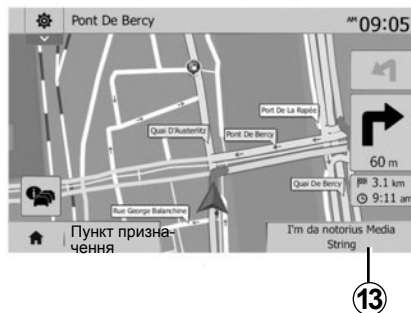 Pont De Bercy
AM 09:05
Port De La Rapée
Quai D'Austerlitz
Pont De Bercy
60 m
Quai De Bercy
3.1 km
9:11 am
Rue George Balanchine
Пункт призна-
чення
I'm da notorius Media
String
13